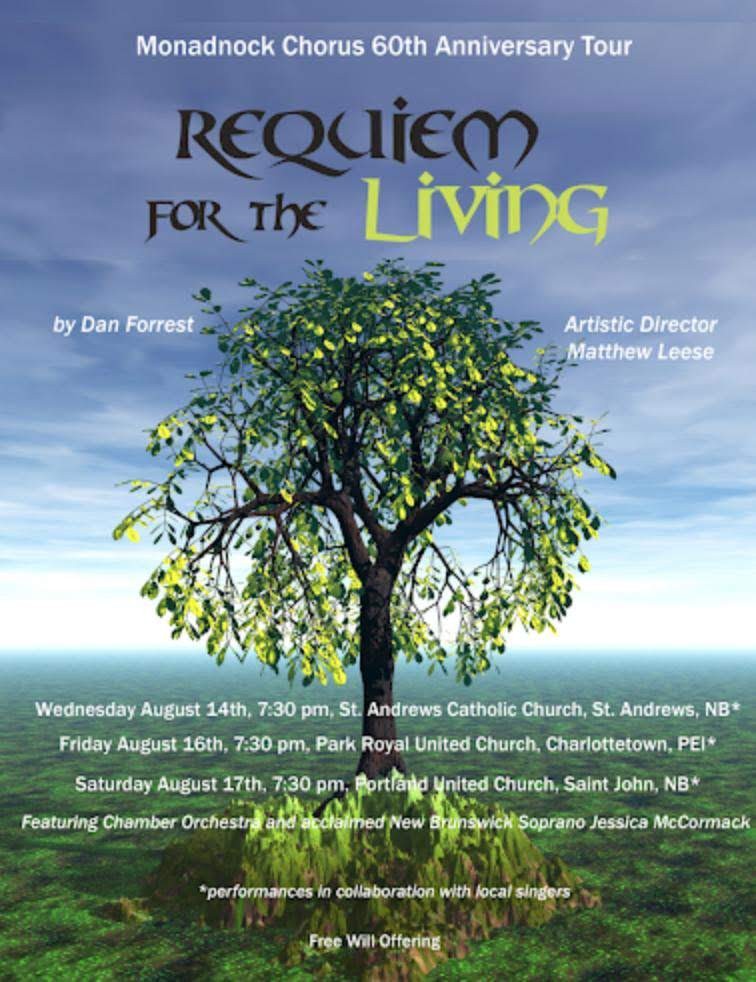 Monadnock Chorus 60th Anniversary Tour
REQUIEM
FOR THE LIVING
by Dan Forrest
Artistic Director
Matthew Leese
Wednesday August 14th, 7:30 pm, St. Andrews Catholic Church, St. Andrews, NB*
Friday August 16th, 7:30 pm, Park Royal United Church, Charlottetown, PEI*
Saturday August 17th, 7:30 pm, Portland United Church, Saint John, NB*
Featuring Chamber Orchestra and acclaimed New Brunswick Soprano Jessica McCormack
*performances in collaboration with local singers
Free Will Offering